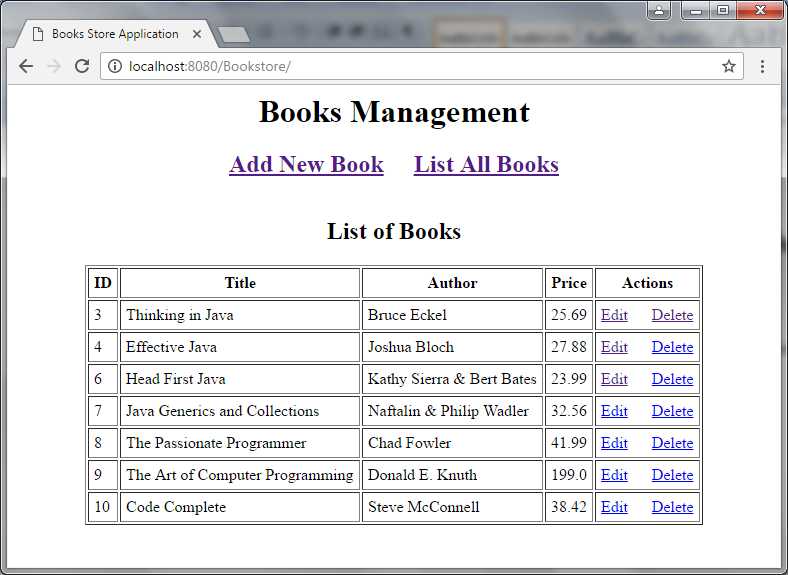 Books Store Application
localhost:8080/Bookstore/
Books Management
Add New Book List All Books
List of Books
ID Title Author Price Actions
3 Thinking in Java Bruce Eckel 25.69 Edit Delete
4 Effective Java Joshua Bloch 27.88 Edit Delete
6 Head First Java Kathy Sierra & Bert Bates 23.99 Edit Delete
7 Java Generics and Collections Naftalin & Philip Wadler 32.56 Edit Delete
8 The Passionate Programmer Chad Fowler 41.99 Edit Delete
9 The Art of Computer Programming Donald E. Knuth 199.0 Edit Delete
10 Code Complete Steve McConnell 38.42 Edit Delete